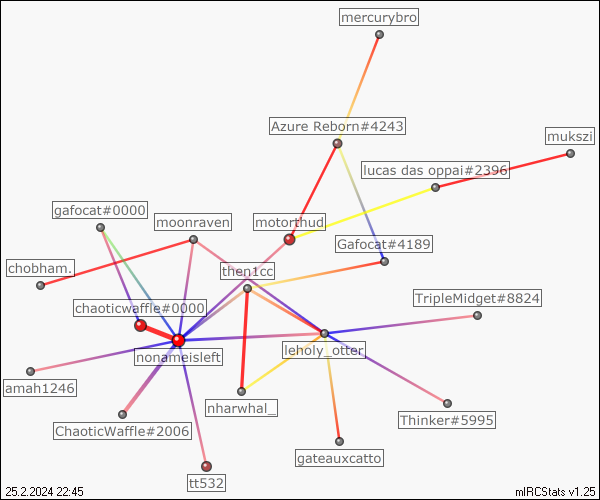 mercurybro
Azure Reborn#4243
mukszi
lucas das oppai#2396
gafocat#0000
moonraven
motorthud
Gafocat#4189
chobham.
then1cc
TripleMidget#8824
chaoticwaffle#0000
leholy_otter
nonameisleft
amah1246
nharwhal_
Thinker#5995
ChaoticWaffle#2006
gateauxcatto
tt532
25.2.2024 22:45
mIRCStats v1.25